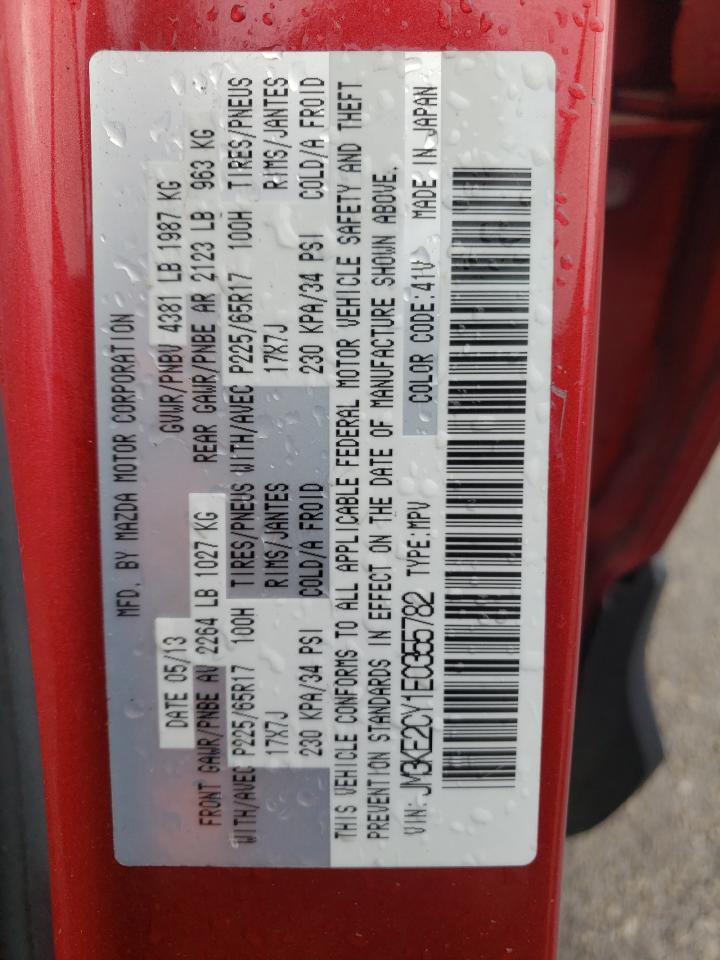 MFD. BY MAZDA MOTOR CORPORATION
DATE 05/13 GVWR/PNBV 4381 LB 1987 KG
FRONT GAWR/PNBE AV 2264 LB 1027 KG REAR GAWR/PNBE AR 2123 LB 963 KG
WITH/AVEC P225/65R17 100H TIRES/PNEUS WITH/AVEC P225/65R17 100H TIRES/PNEUS
17X7J RIMS/JANTES 17X7J RIMS/JANTES
230 KPA/34 PSI COLD/A FROID 230 KPA/34 PSI COLD/A FROID
THIS VEHICLE CONFORMS TO ALL APPLICABLE FEDERAL MOTOR VEHICLE SAFETY AND THEFT
PREVENTION STANDARDS IN EFFECT ON THE DATE OF MANUFACTURE SHOWN ABOVE.
VIN: JM3KE2CY1E0355782 TYPE:MPV COLOR CODE:41V MADE IN JAPAN